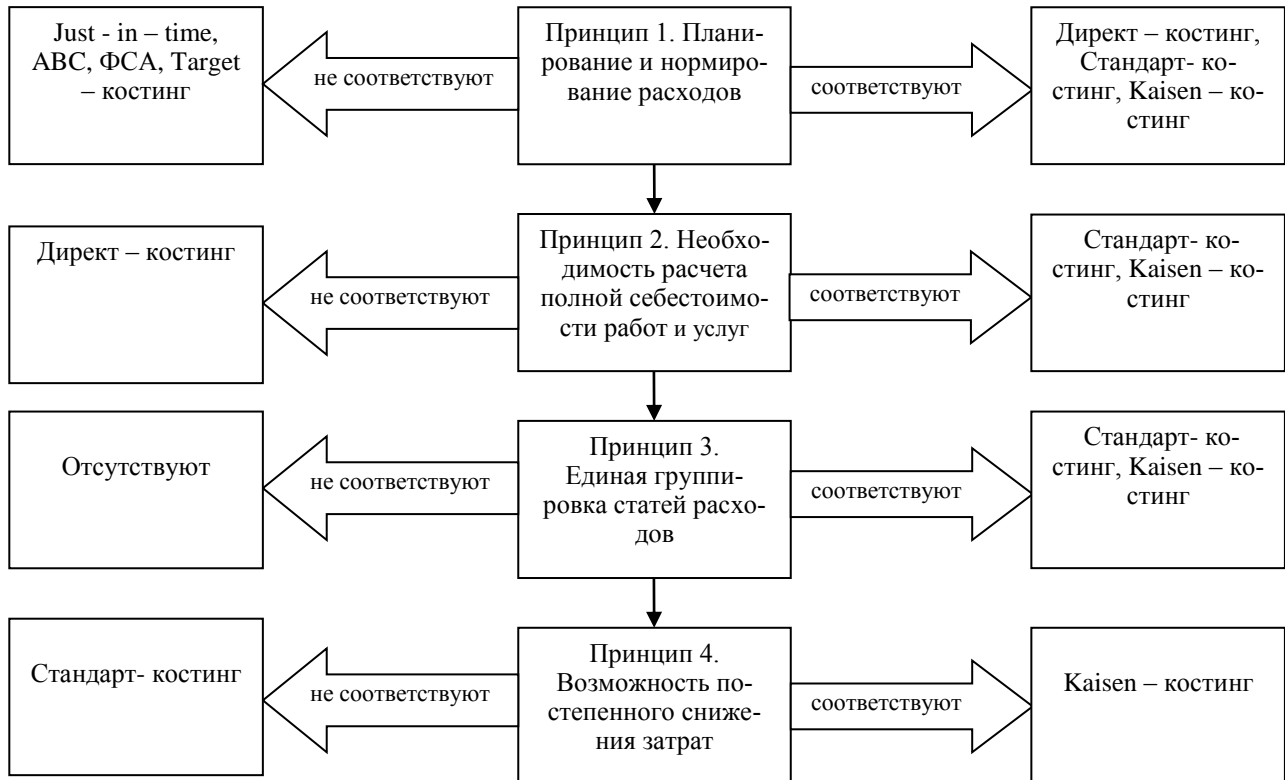 Just - in – time,
ABC, ФСА, Target
– костинг
не соответствуют
Принцип 1. Плани-
рование и нормиро-
вание расходов
соответствуют
Директ – костинг,
Стандарт- ко-
стинг, Kaisen – ко-
стинг
Директ – костинг
не соответствуют
Принцип 2. Необхо-
димость расчета
полной себестоимо-
сти работ и услуг
соответствуют
Стандарт- ко-
стинг, Kaisen – ко-
стинг
Отсутствуют
не соответствуют
Принцип 3.
Единая группи-
ровка статей расхо-
дов
соответствуют
Стандарт- ко-
стинг, Kaisen – ко-
стинг
Стандарт- костинг
не соответствуют
Принцип 4.
Возможность по-
степенного сниже-
ния затрат
соответствуют
Kaisen – костинг